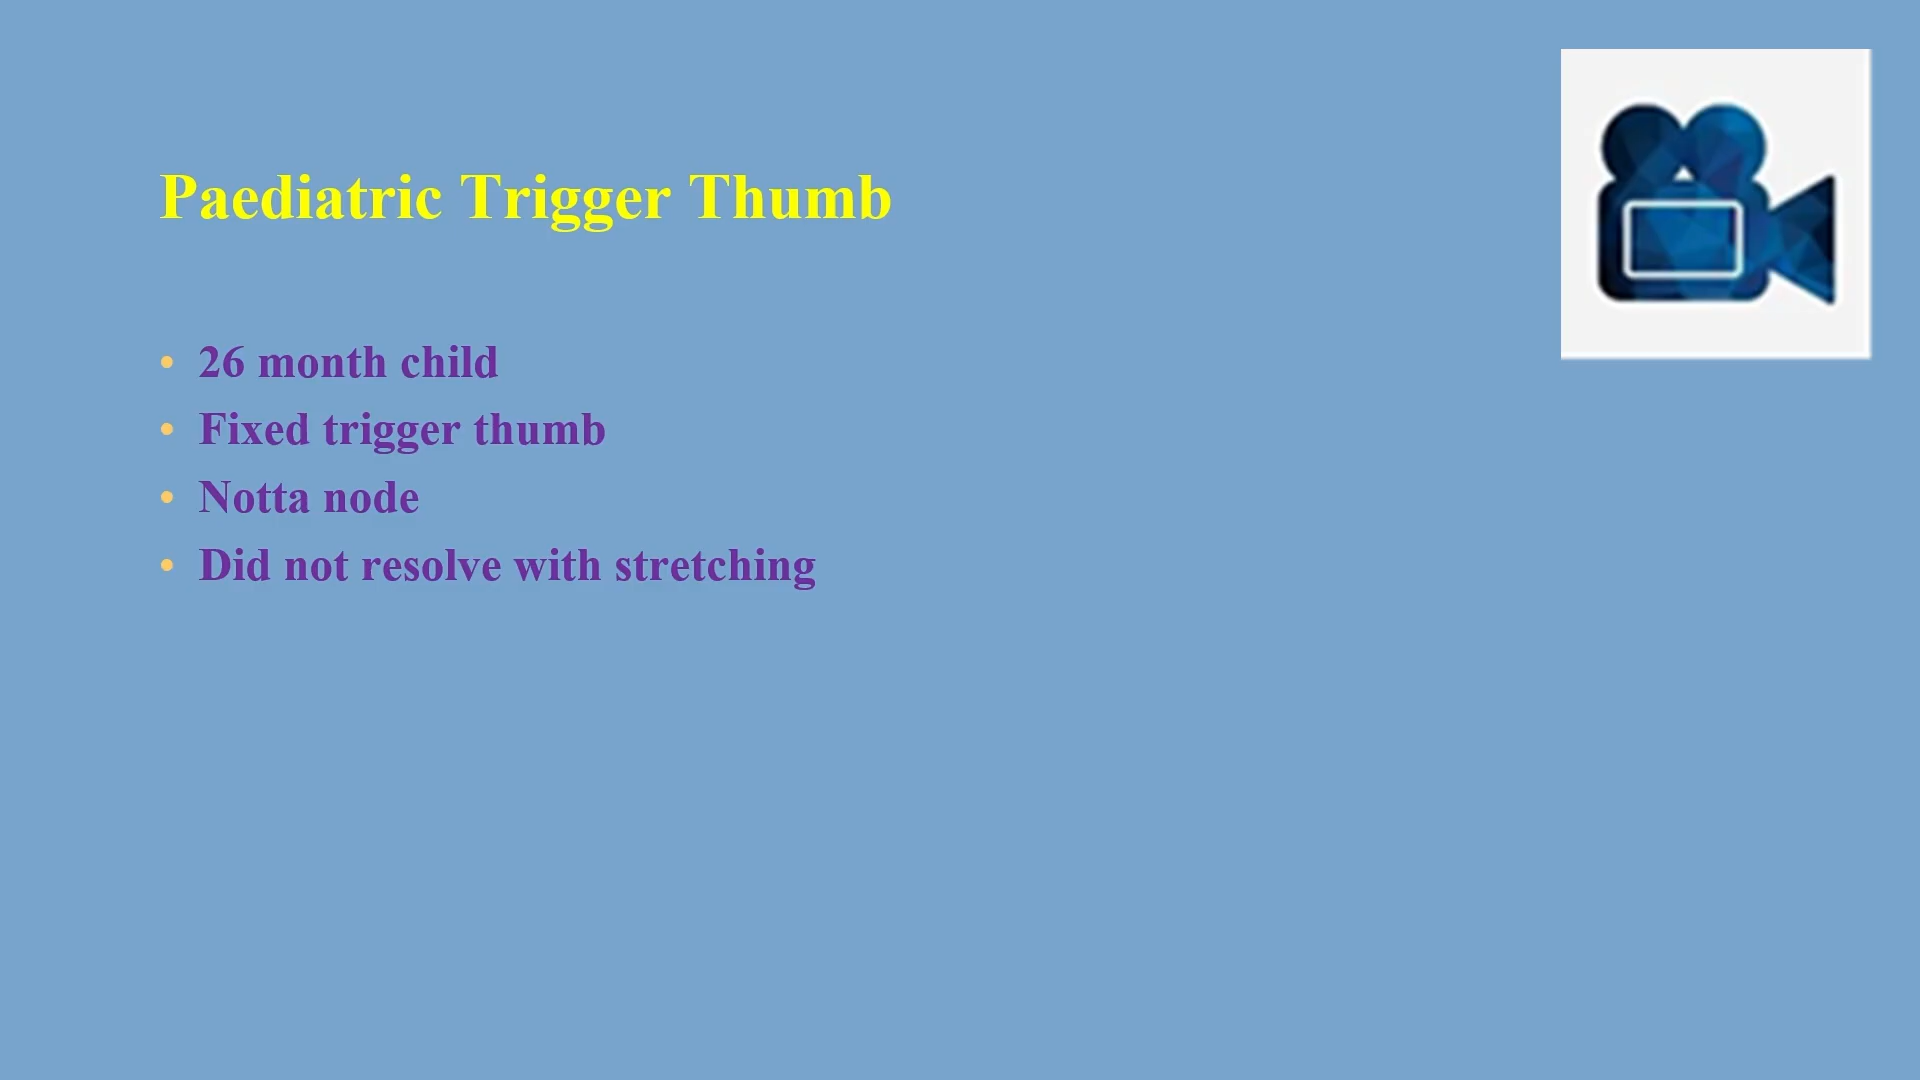 Paediatric Trigger Thumb
• 26 month child
• Fixed trigger thumb
• Notta node
• Did not resolve with stretching